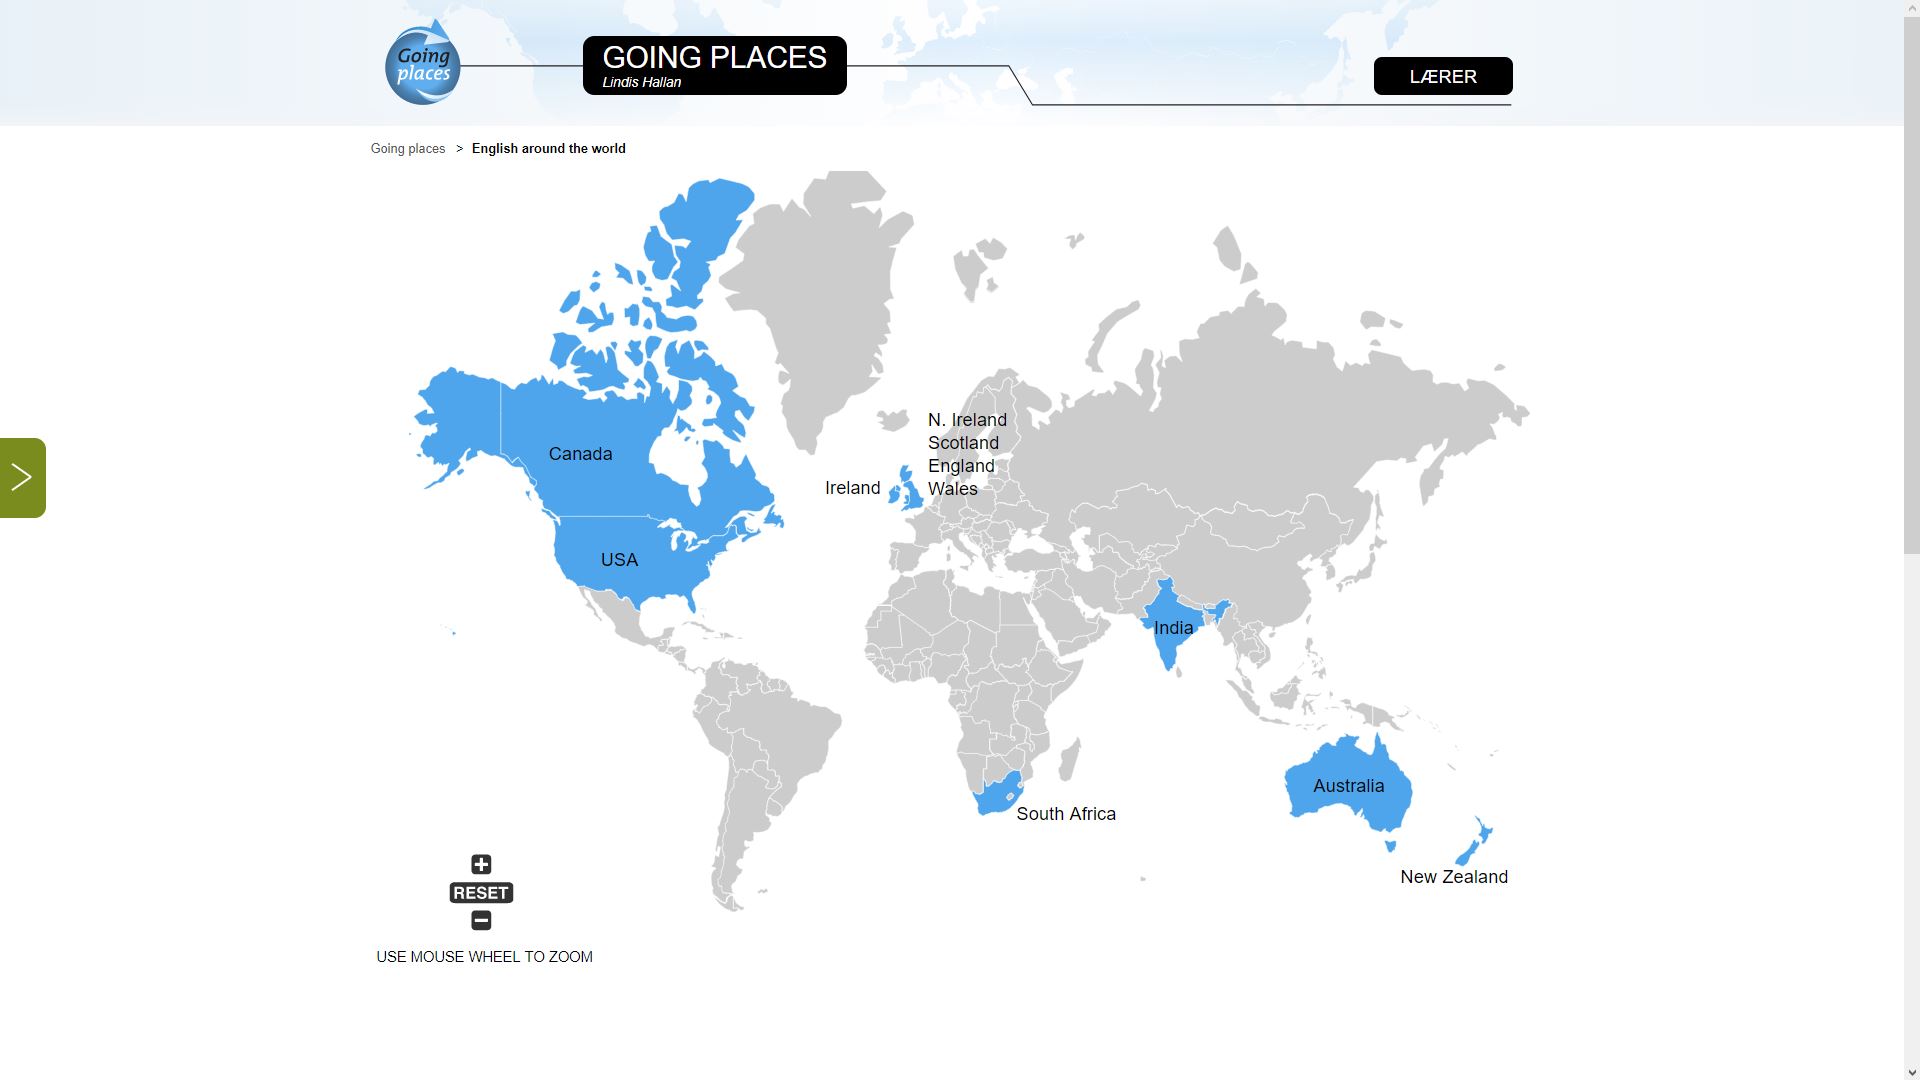 Going
places
GOING PLACES
Lindis Hallan
LÆRER
Going places > English around the world
Canada
USA
N. Ireland
Scotland
England
Wales
Ireland
India
South Africa
Australia
New Zealand
RESET
USE MOUSE WHEEL TO ZOOM